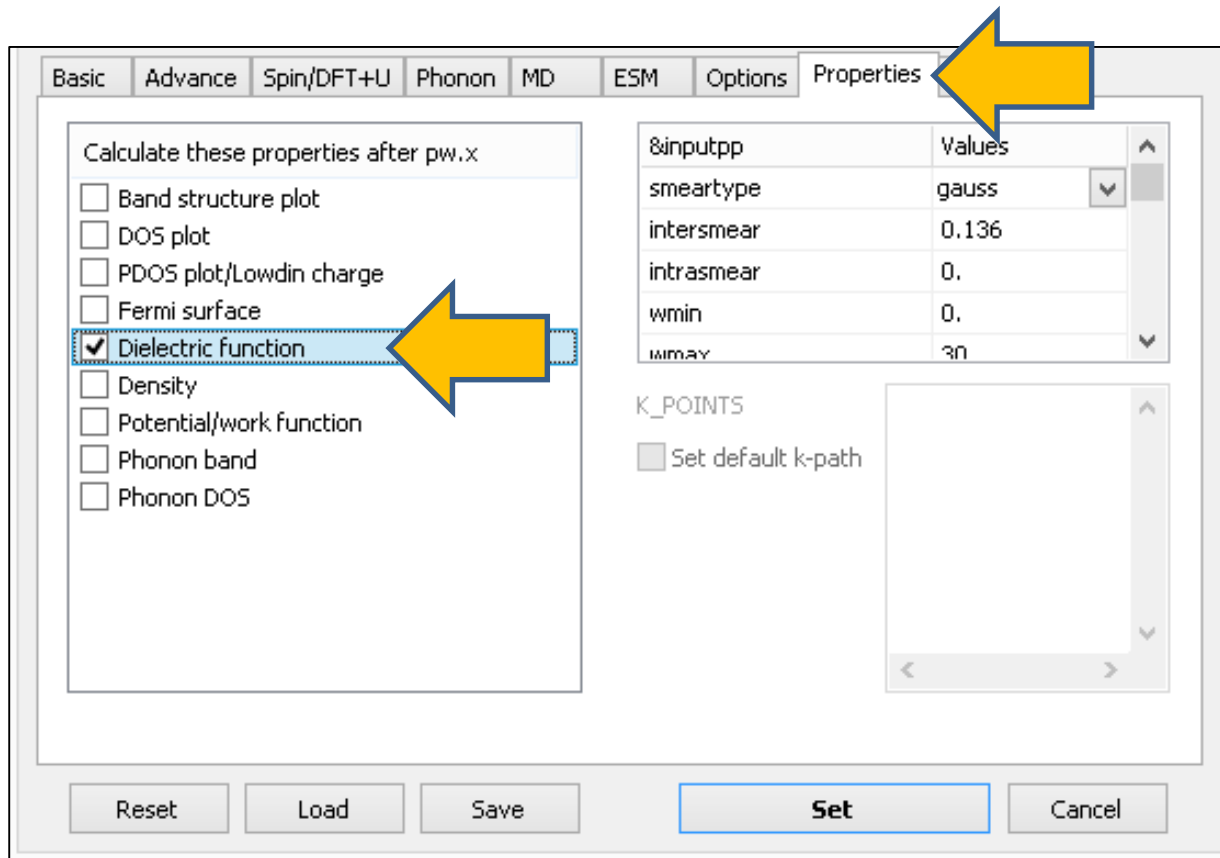 Basic Advance Spin/DFT+U Phonon MD ESM Options Properties
Calculate these properties after pw.x
Band structure plot
DOS plot
PDOS plot/Lowdin charge
Fermi surface
Dielectric function
Density
Potential/work function
Phonon band
Phonon DOS
&inputpp Values
smeartype gauss
intersmear 0.136
intrasmear 0.
wmin 0.
wmax 30
K_POINTS
Set default k-path
Reset Load Save Set Cancel